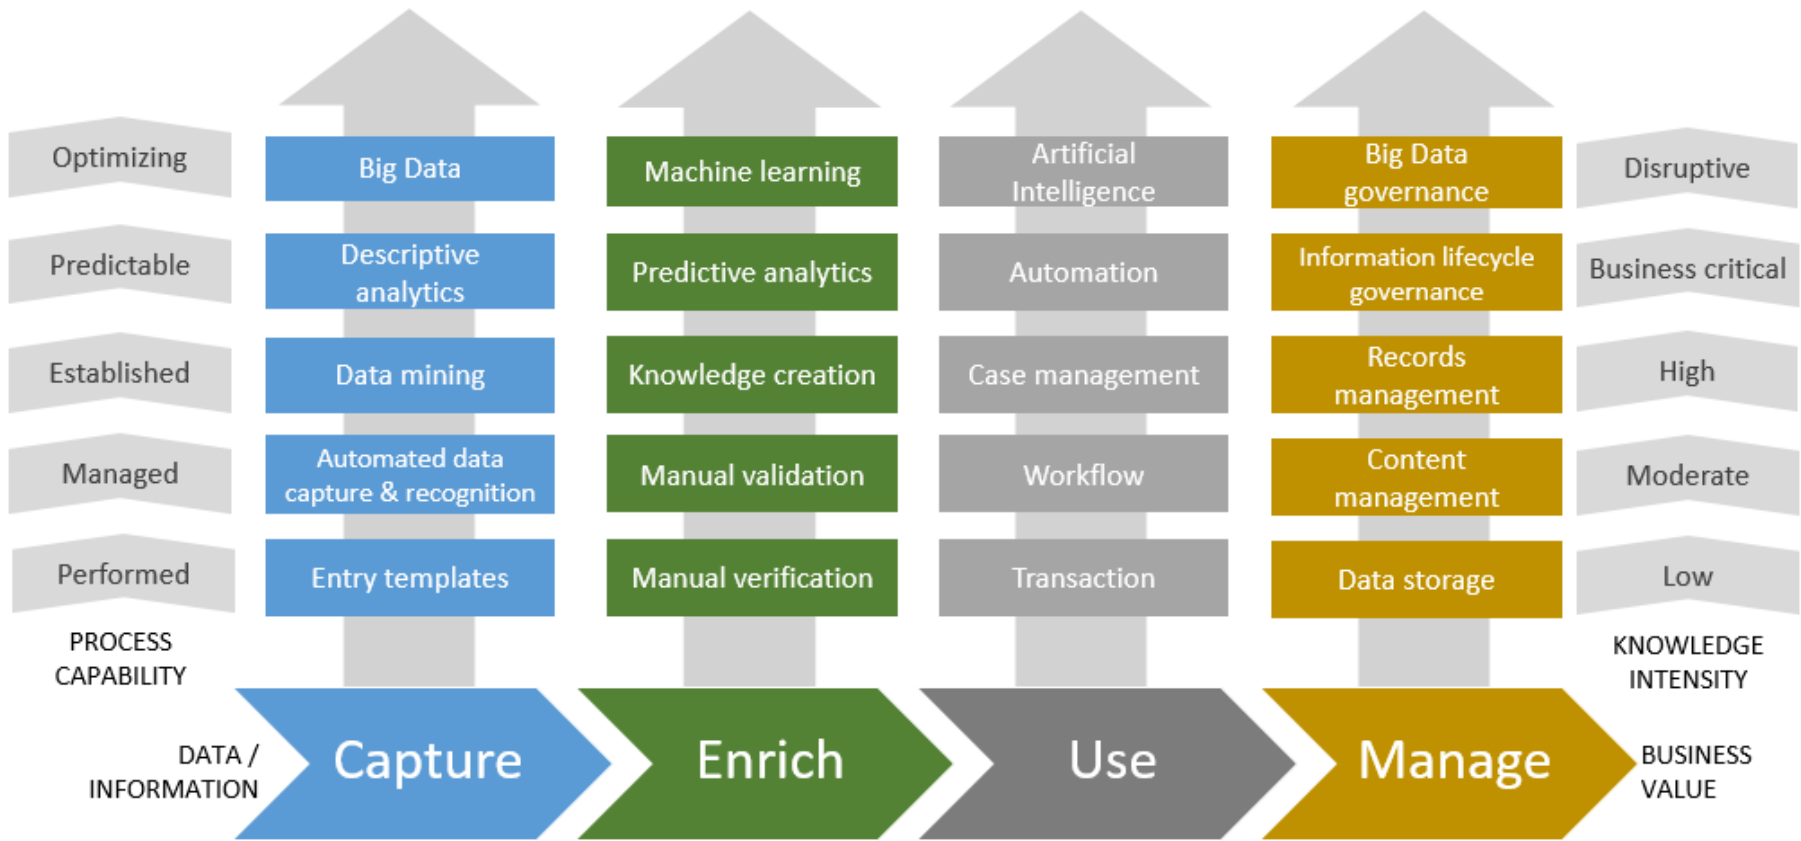 Optimizing
Big Data
Machine learning
Artificial
Intelligence
Big Data
governance
Disruptive
Predictable
Descriptive
analytics
Predictive analytics
Automation
Information lifecycle
governance
Business critical
Established
Data mining
Knowledge creation
Case management
Records
management
High
Managed
Automated data
capture & recognition
Manual validation
Workflow
Content
management
Moderate
Performed
Entry templates
Manual verification
Transaction
Data storage
Low
PROCESS
CAPABILITY
KNOWLEDGE
INTENSITY
DATA /
INFORMATION
Capture
Enrich
Use
Manage
BUSINESS
VALUE